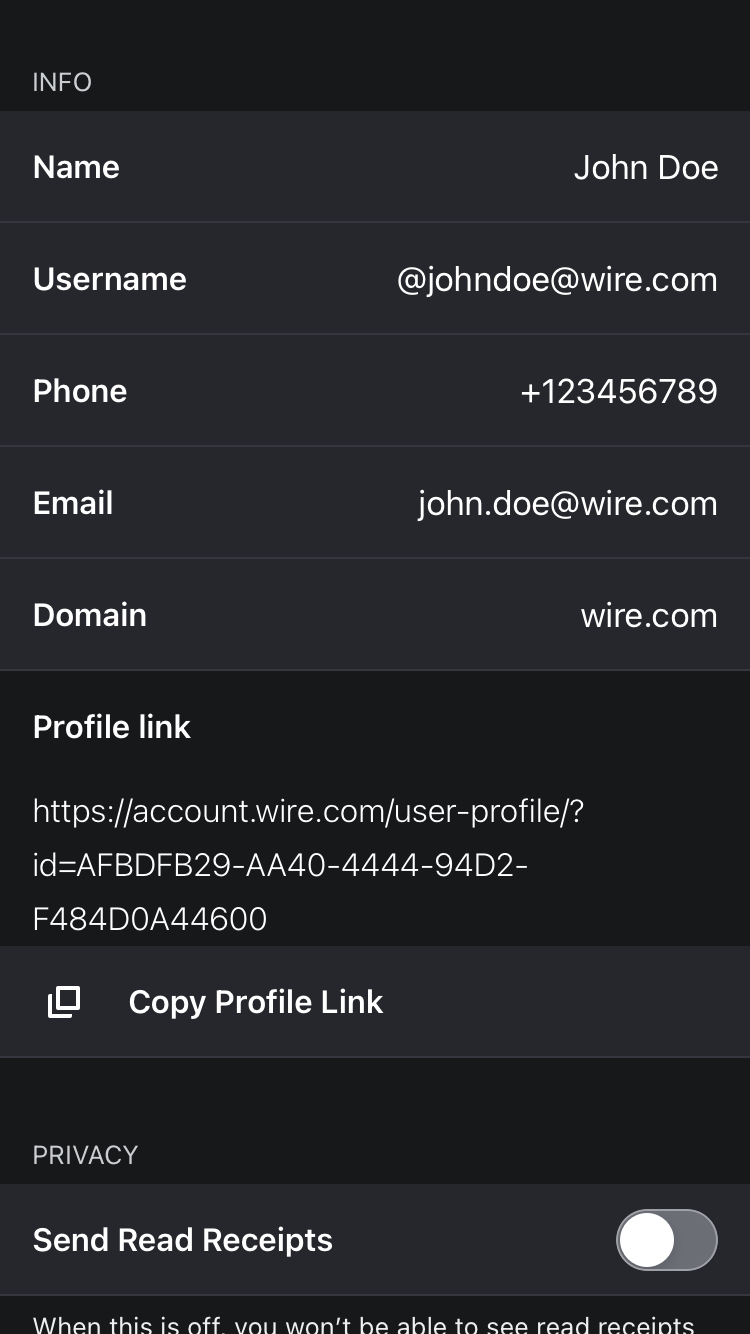 INFO
Name John Doe
Username @johndoe@wire.com
Phone +123456789
Email john.doe@wire.com
Domain wire.com
Profile link
https://account.wire.com/user-profile/?
id=AFBDFB29-AA40-4444-94D2-
F484D0A44600
Copy Profile Link
PRIVACY
Send Read Receipts
When this is off, you won’t be able to see read receipts